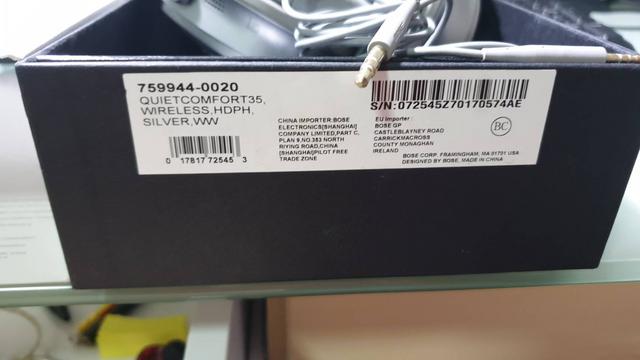 759944-0020
QUIETCOMFORT35,
WIRELESS,HDPH,
SILVER,WW
0 17817 72545 3
CHINA IMPORTER:BOSE
ELECTRONICS[SHANGHAI]
COMPANY LIMITED,PART C,
PLAN 9.NO.353 NORTH
RIYING ROAD,CHINA
[SHANGHAI]PILOT FREE
TRADE ZONE
S/N:072545Z70170574AE
EU Importer :
BOSE GP
CASTLEBLAYNEY ROAD
CARRICKMACROSS
COUNTY MONAGHAN
IRELAND
BC
BOSE CORP. FRAMINGHAM, MA 01701 USA
DESIGNED BY BOSE, MADE IN CHINA